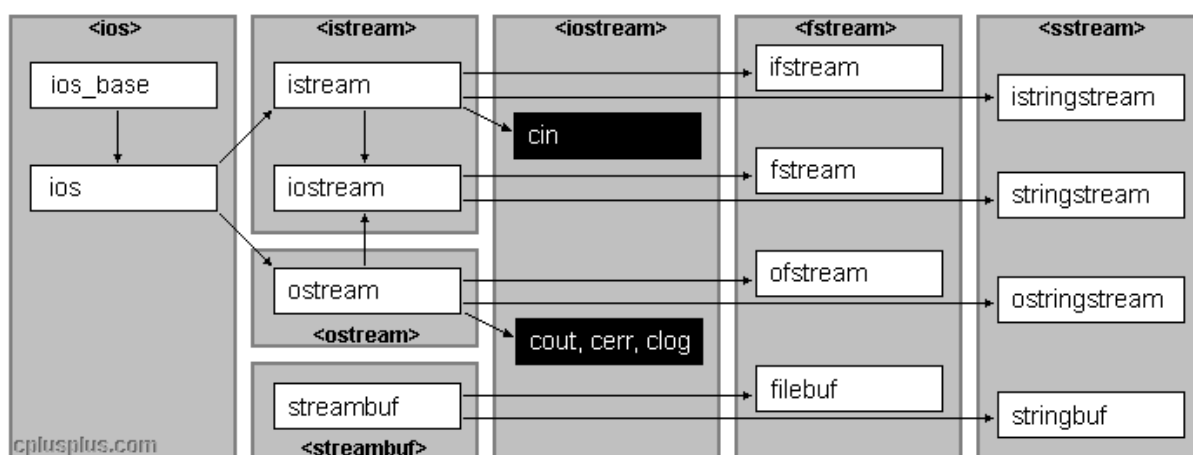 <ios>
ios_base
ios
cplusplus.com
<istream>
istream
iostream
ostream
<ostream>
streambuf
<streambuf>
<iostream>
cin
cout, cerr, clog
<fstream>
ifstream
fstream
ofstream
filebuf
<sstream>
istringstream
stringstream
ostringstream
stringbuf